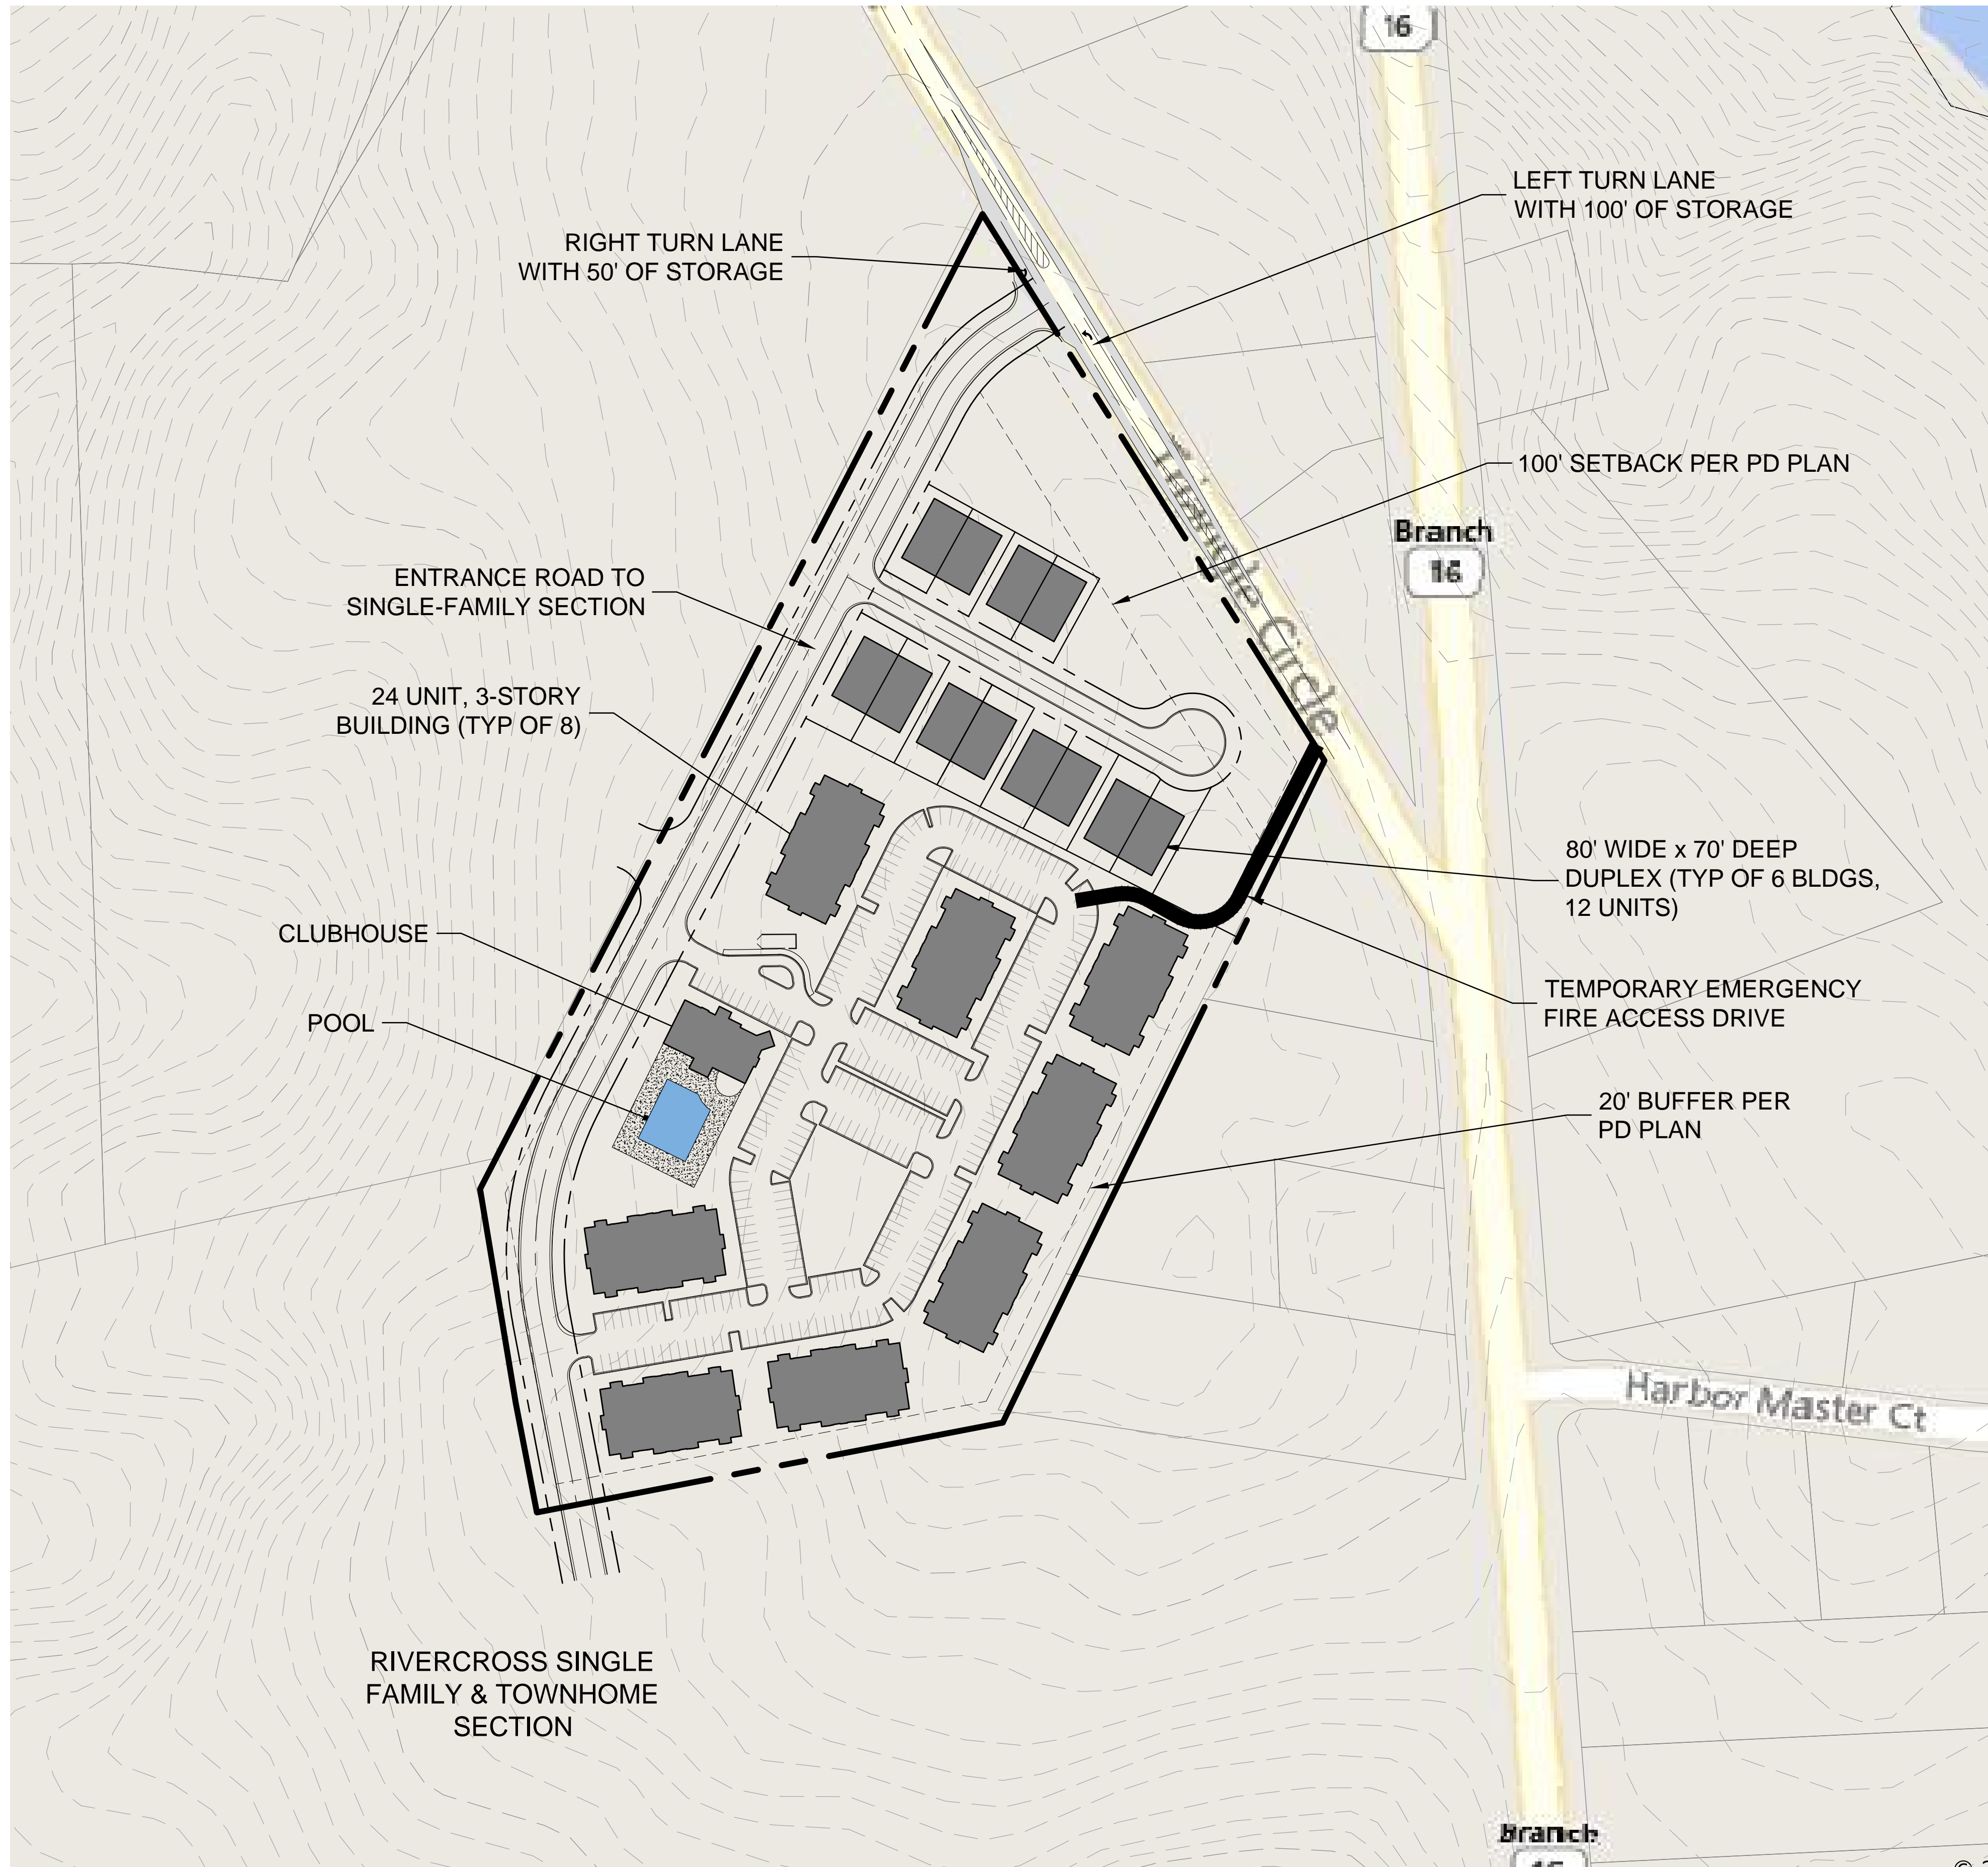 16
LEFT TURN LANE
WITH 100' OF STORAGE
RIGHT TURN LANE
WITH 50' OF STORAGE
100' SETBACK PER PD PLAN
Branch
16
ENTRANCE ROAD TO
SINGLE-FAMILY SECTION
Circle
24 UNIT, 3-STORY
BUILDING (TYP OF 8)
80' WIDE x 70' DEEP
DUPLEX (TYP OF 6 BLDGS,
12 UNITS)
CLUBHOUSE
TEMPORARY EMERGENCY
FIRE ACCESS DRIVE
POOL
20' BUFFER PER
PD PLAN
Harbor Master Ct
RIVERCROSS SINGLE
FAMILY & TOWNHOME
SECTION
Branch
16
©